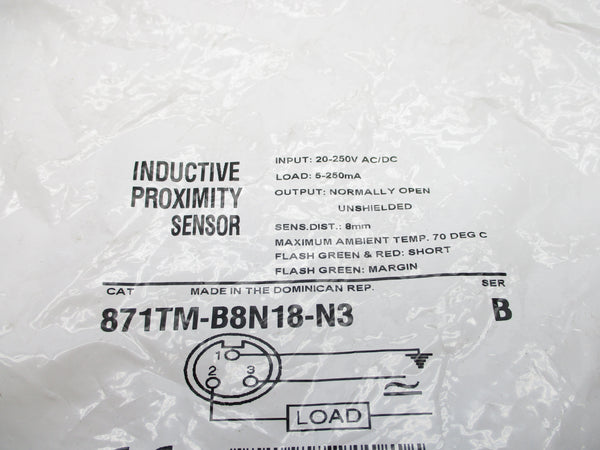 INDUCTIVE
PROXIMITY
SENSOR
INPUT: 20-250V AC/DC
LOAD: 5-250mA
OUTPUT: NORMALLY OPEN
UNSHIELDED
SENS.DIST.: 8mm
MAXIMUM AMBIENT TEMP. 70 DEG C
FLASH GREEN & RED: SHORT
FLASH GREEN: MARGIN
CAT MADE IN THE DOMINICAN REP. SER
871TM-B8N18-N3 B
1
2 3
LOAD